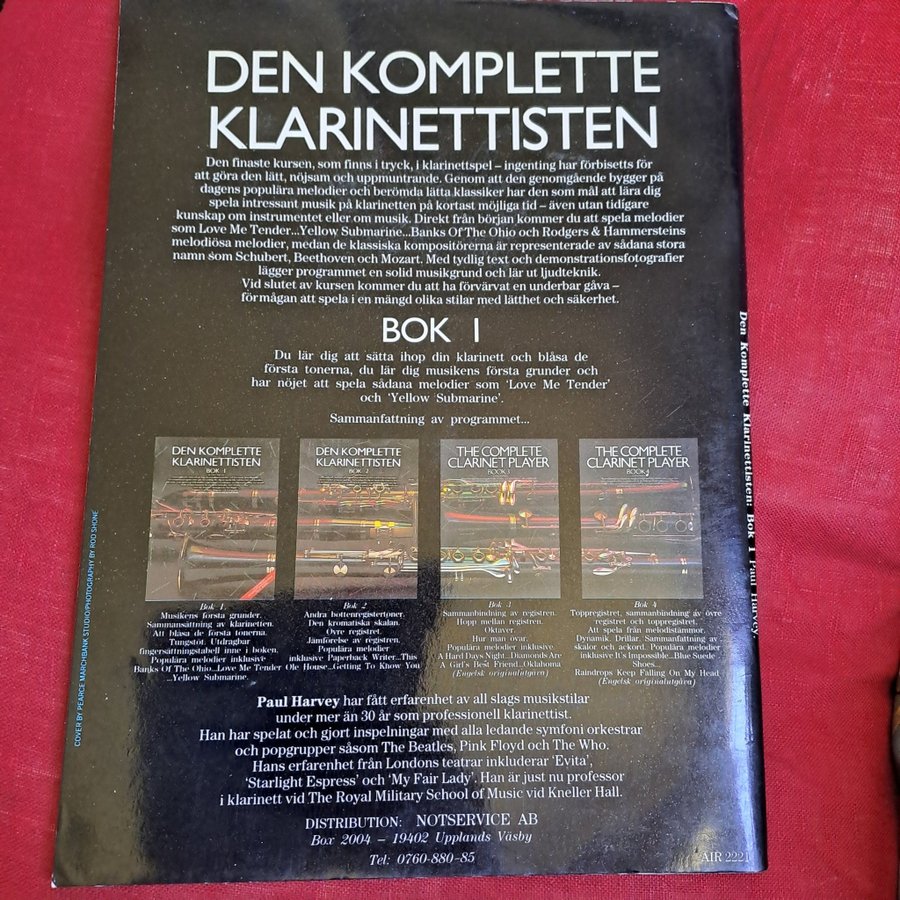 DEN KOMPLETTE
KLARINETTISTEN
Den finaste kursen, som finns i tryck, i klarinettspel – ingenting har förbisetts för
att göra den lätt, nöjsam och uppmuntrande. Genom att den genomgående bygger på
dagens populära melodier och berömda lätta klassiker har den som mål att lära dig
spela intressant musik på klarinetten på kortast möjliga tid – även utan tidigare
kunskap om instrumentet eller om musik. Direkt från början kommer du att spela melodier
som Love Me Tender...Yellow Submarine...Banks Of The Ohio och Rodgers & Hammersteins
melodiösa melodier, medan de klassiska kompositörerna är representerade av sådana stora
namn som Schubert, Beethoven och Mozart. Med tydlig text och demonstrationsfotografier
lägger programmet en solid musikgrund och lär ut ljudteknik.
Vid slutet av kursen kommer du att ha förvärvat en underbar gåva –
förmågan att spela i en mängd olika stilar med lätthet och säkerhet.
BOK 1
Du lär dig att sätta ihop din klarinett och blåsa de
första tonerna, du lär dig musikens första grunder och
har nöjet att spela sådana melodier som ‘Love Me Tender’
och ‘Yellow Submarine’.
Sammanfattning av programmet...
DEN KOMPLETTE
KLARINETTISTEN
BOK 1
DEN KOMPLETTE
KLARINETTISTEN
BOK 2
THE COMPLETE
CLARINET PLAYER
BOOK 3
THE COMPLETE
CLARINET PLAYER
BOOK 4
Bok 1
Musikens första grunder.
Sammansättning av klarinetten.
Att blåsa de första tonerna.
Tungstöt. Utdragbar
fingersättningstabell inne i boken.
Populära melodier inklusive
Banks Of The Ohio...Love Me Tender
...Yellow Submarine.
Bok 2
Andra bottenregistertoner.
Den kromatiska skalan.
Övre registret.
Jämförelse av registren.
Populära melodier
inklusive Paperback Writer...This
Ole House...Getting To Know You
Bok 3
Sammanbindning av registren.
Hopp mellan registren.
Oktaver.
Hur man övar.
Populära melodier inklusive
A Hard Days Night...Diamonds Are
A Girl's Best Friend...Oklahoma
(Engelsk originalutgåva)
Bok 4
Toppregistret, sammanbindning av övre
registret och toppregistret.
Att spela från melodistämmor.
Dynamik. Drillar. Sammanfattning av
skalor och ackord. Populära melodier
inklusive It's Impossible...Blue Suede
Shoes...
Raindrops Keep Falling On My Head
(Engelsk originalutgåva)
Paul Harvey har fått erfarenhet av all slags musikstilar
under mer än 30 år som professionell klarinettist.
Han har spelat och gjort inspelningar med alla ledande symfoni orkestrar
och popgrupper såsom The Beatles, Pink Floyd och The Who.
Hans erfarenhet från Londons teatrar inkluderar ‘Evita’,
‘Starlight Espress’ och ‘My Fair Lady’. Han är just nu professor
i klarinett vid The Royal Military School of Music vid Kneller Hall.
DISTRIBUTION: NOTSERVICE AB
Box 2004 – 19402 Upplands Väsby
Tel: 0760-880-85
AIR 2221
COVER BY PEARCE MARCHBANK STUDIO/PHOTOGRAPHY BY ROD SHONE
Den Komplette Klarinettisten: Bok 1 Paul Harvey